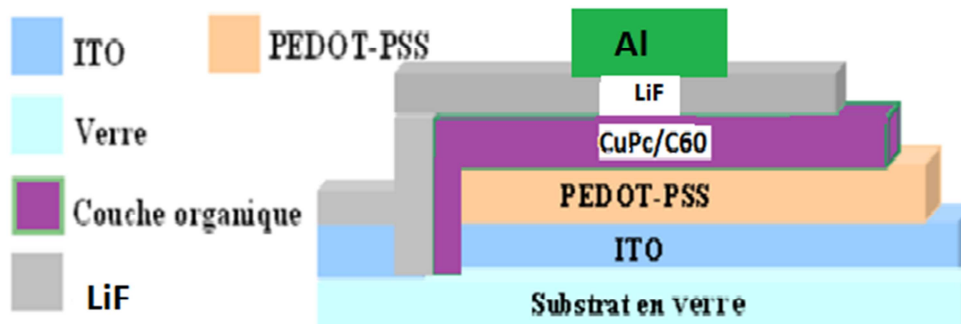 ITO
PEDOT-PSS
Verre
Couche organique
LiF
Al
LiF
CuPc/C60
PEDOT-PSS
ITO
Substrat en verre